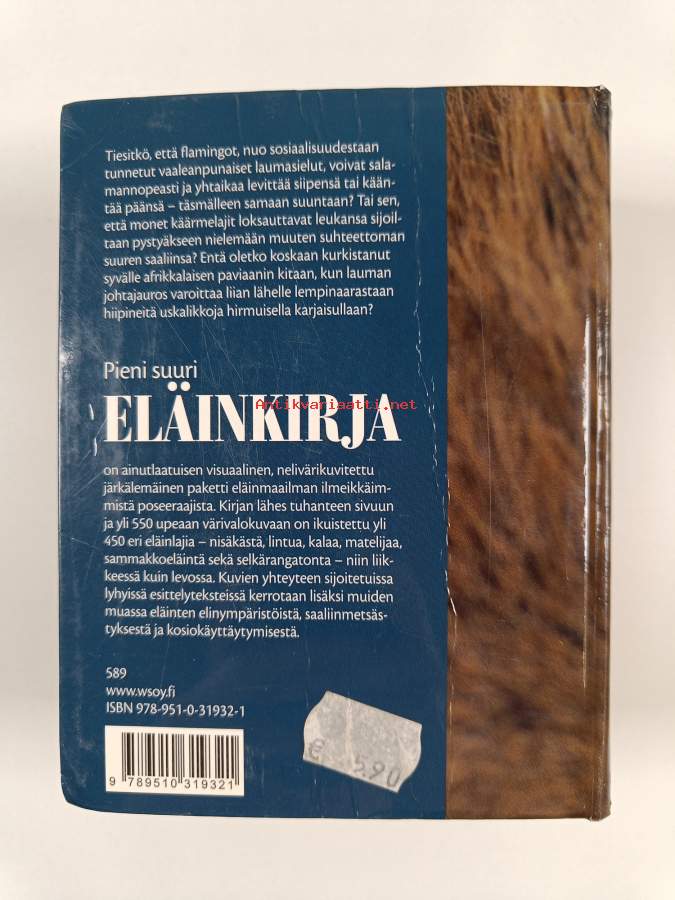 Tiesitkö, että flamingot, nuo sosiaalisuudestaan
tunnetut vaaleanpunaiset laumasielut, voivat sala-
mannopeasti ja yhtaikaa levittää siipensä tai kään-
tää päänsä – täsmälleen samaan suuntaan? Tai sen,
että monet käärmelajit loksauttavat leukansa sijoil-
taan pystyäkseen nielemään muuten suhteettoman
suuren saaliinsa? Entä oletko koskaan kurkistanut
syvälle afrikkalaisen paviaanin kitaan, kun lauman
johtajauros varoittaa liian lähelle lempinaarastaan
hiipineitä uskalikkoja hirmuisella karjaisullaan?
Pieni suuri
Antikvariaatti.net
ELÄINKIRJA
on ainutlaatuisen visuaalinen, nelivärikuvitettu
järkälemäinen paketti eläinmaailman ilmeikkäim-
mistä poseeraajista. Kirjan lähes tuhanteen sivuun
ja yli 550 upeaan värivalokuvaan on ikuistettu yli
450 eri eläinlajia – nisäkästä, lintua, kalaa, matelijaa,
sammakkoeläintä sekä selkärangatonta – niin liik-
keessä kuin levossa. Kuvien yhteyteen sijoitetuissa
lyhyissä esittelyteksteissä kerrotaan lisäksi muiden
muassa eläinten elinympäristöistä, saaliinmetsäs-
tyksestä ja kosiokäyttäytymisestä.
589
www.wsoy.fi
ISBN 978-951-0-31932-1
9 789510 319321
€ 5,90